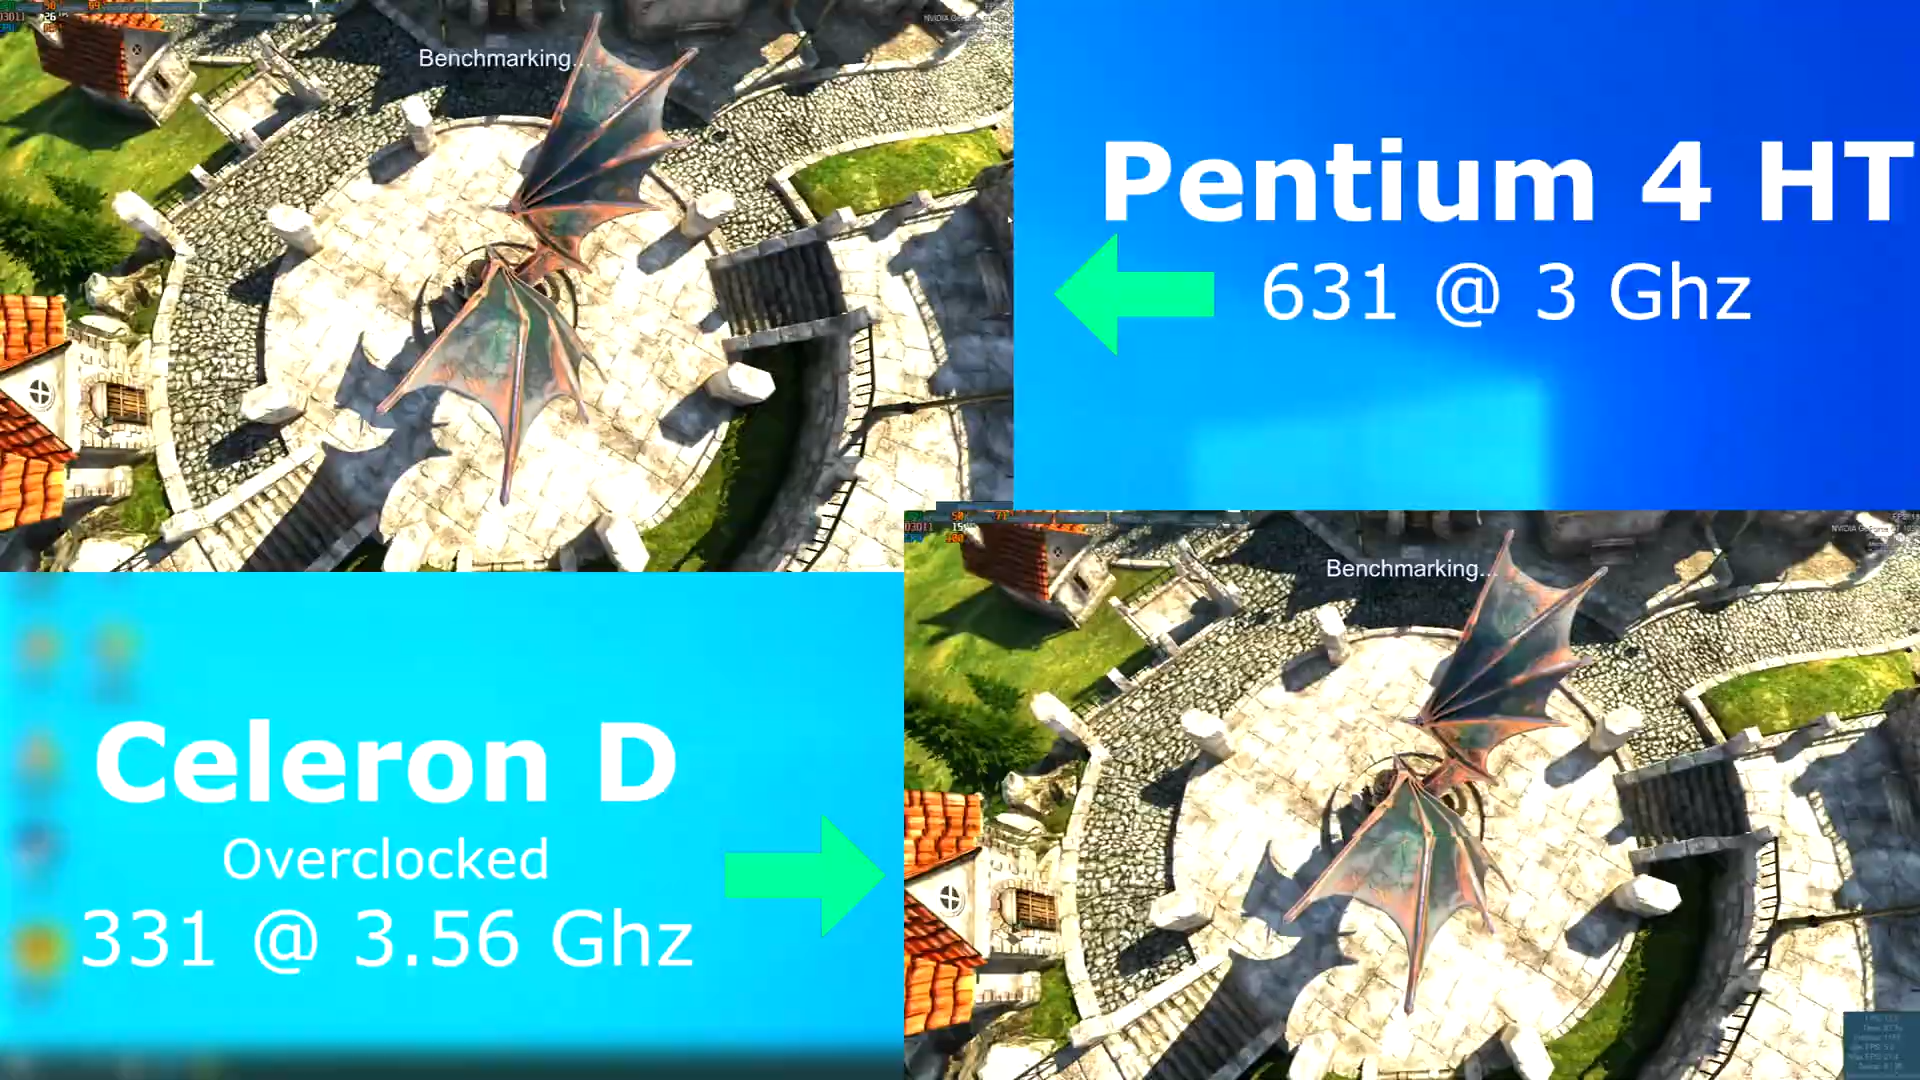 Benchmarking...
Pentium 4 HT
631 @ 3 Ghz
Benchmarking...
Celeron D
Overclocked
331 @ 3.56 Ghz